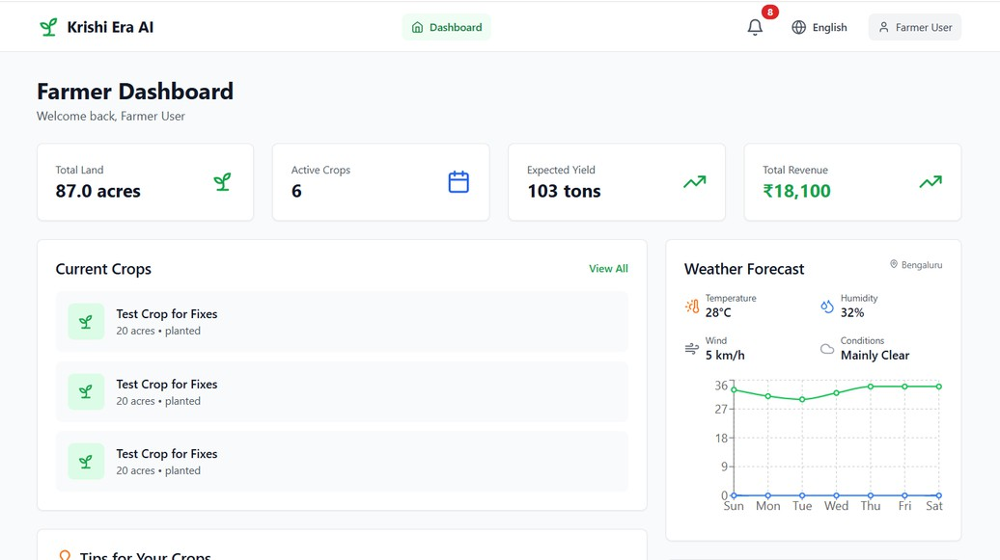 Krishi Era AI
Dashboard
8
English
Farmer User
Farmer Dashboard
Welcome back, Farmer User
Total Land
87.0 acres
Active Crops
6
Expected Yield
103 tons
Total Revenue
₹18,100
Current Crops
View All
Test Crop for Fixes
20 acres • planted
Test Crop for Fixes
20 acres • planted
Test Crop for Fixes
20 acres • planted
Weather Forecast
Bengaluru
Temperature
28°C
Humidity
32%
Wind
5 km/h
Conditions
Mainly Clear
36
27
18
9
0
Sun Mon Tue Wed Thu Fri Sat
Tips for Your Crops